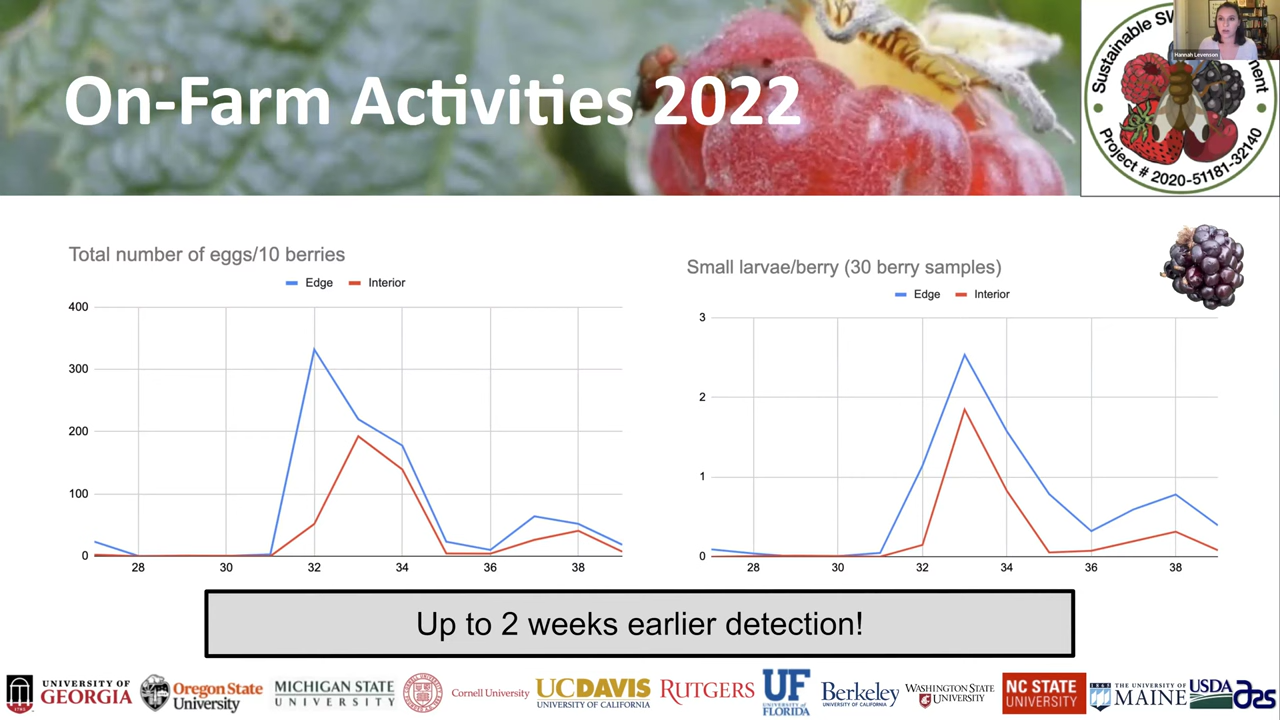 On-Farm Activities 2022
Sustainable SW
nent
Project # 2020-51181-32140
Hannah Levenson
Total number of eggs/10 berries
Edge Interior
400
300
200
100
0
28 30 32 34 36 38
Small larvae/berry (30 berry samples)
Edge Interior
3
2
1
0
28 30 32 34 36 38
Up to 2 weeks earlier detection!
UNIVERSITY OF
GEORGIA
Oregon State
University
MICHIGAN STATE
UNIVERSITY
Cornell University
UCDAVIS
UNIVERSITY OF CALIFORNIA
RUTGERS
UF
UNIVERSITY of
FLORIDA
Berkeley
UNIVERSITY OF CALIFORNIA
WASHINGTON STATE
UNIVERSITY
NC STATE
UNIVERSITY
1865 THE UNIVERSITY OF
MAINE
USDA
ars